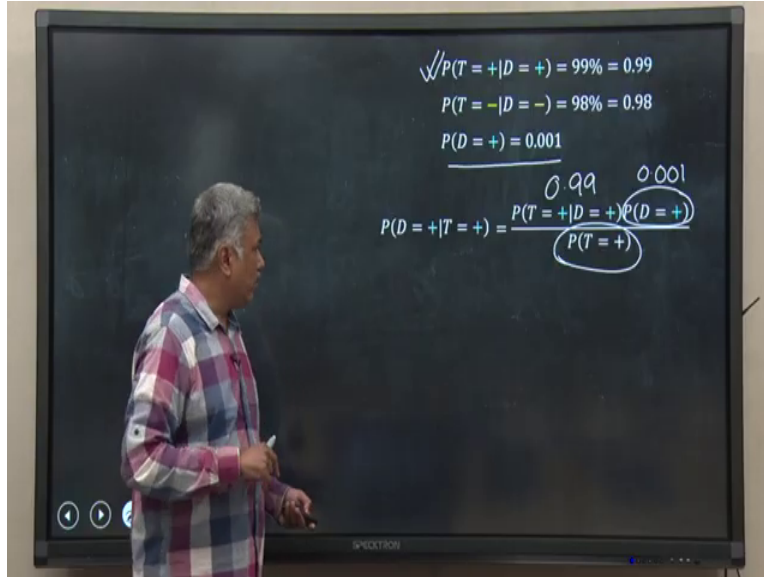 P(T = +|D = +) = 99% = 0.99
P(T = −|D = −) = 98% = 0.98
P(D = +) = 0.001
0.99 0.001
P(D = +|T = +) = P(T = +|D = +)P(D = +)
P(T = +)
SPECKTRON